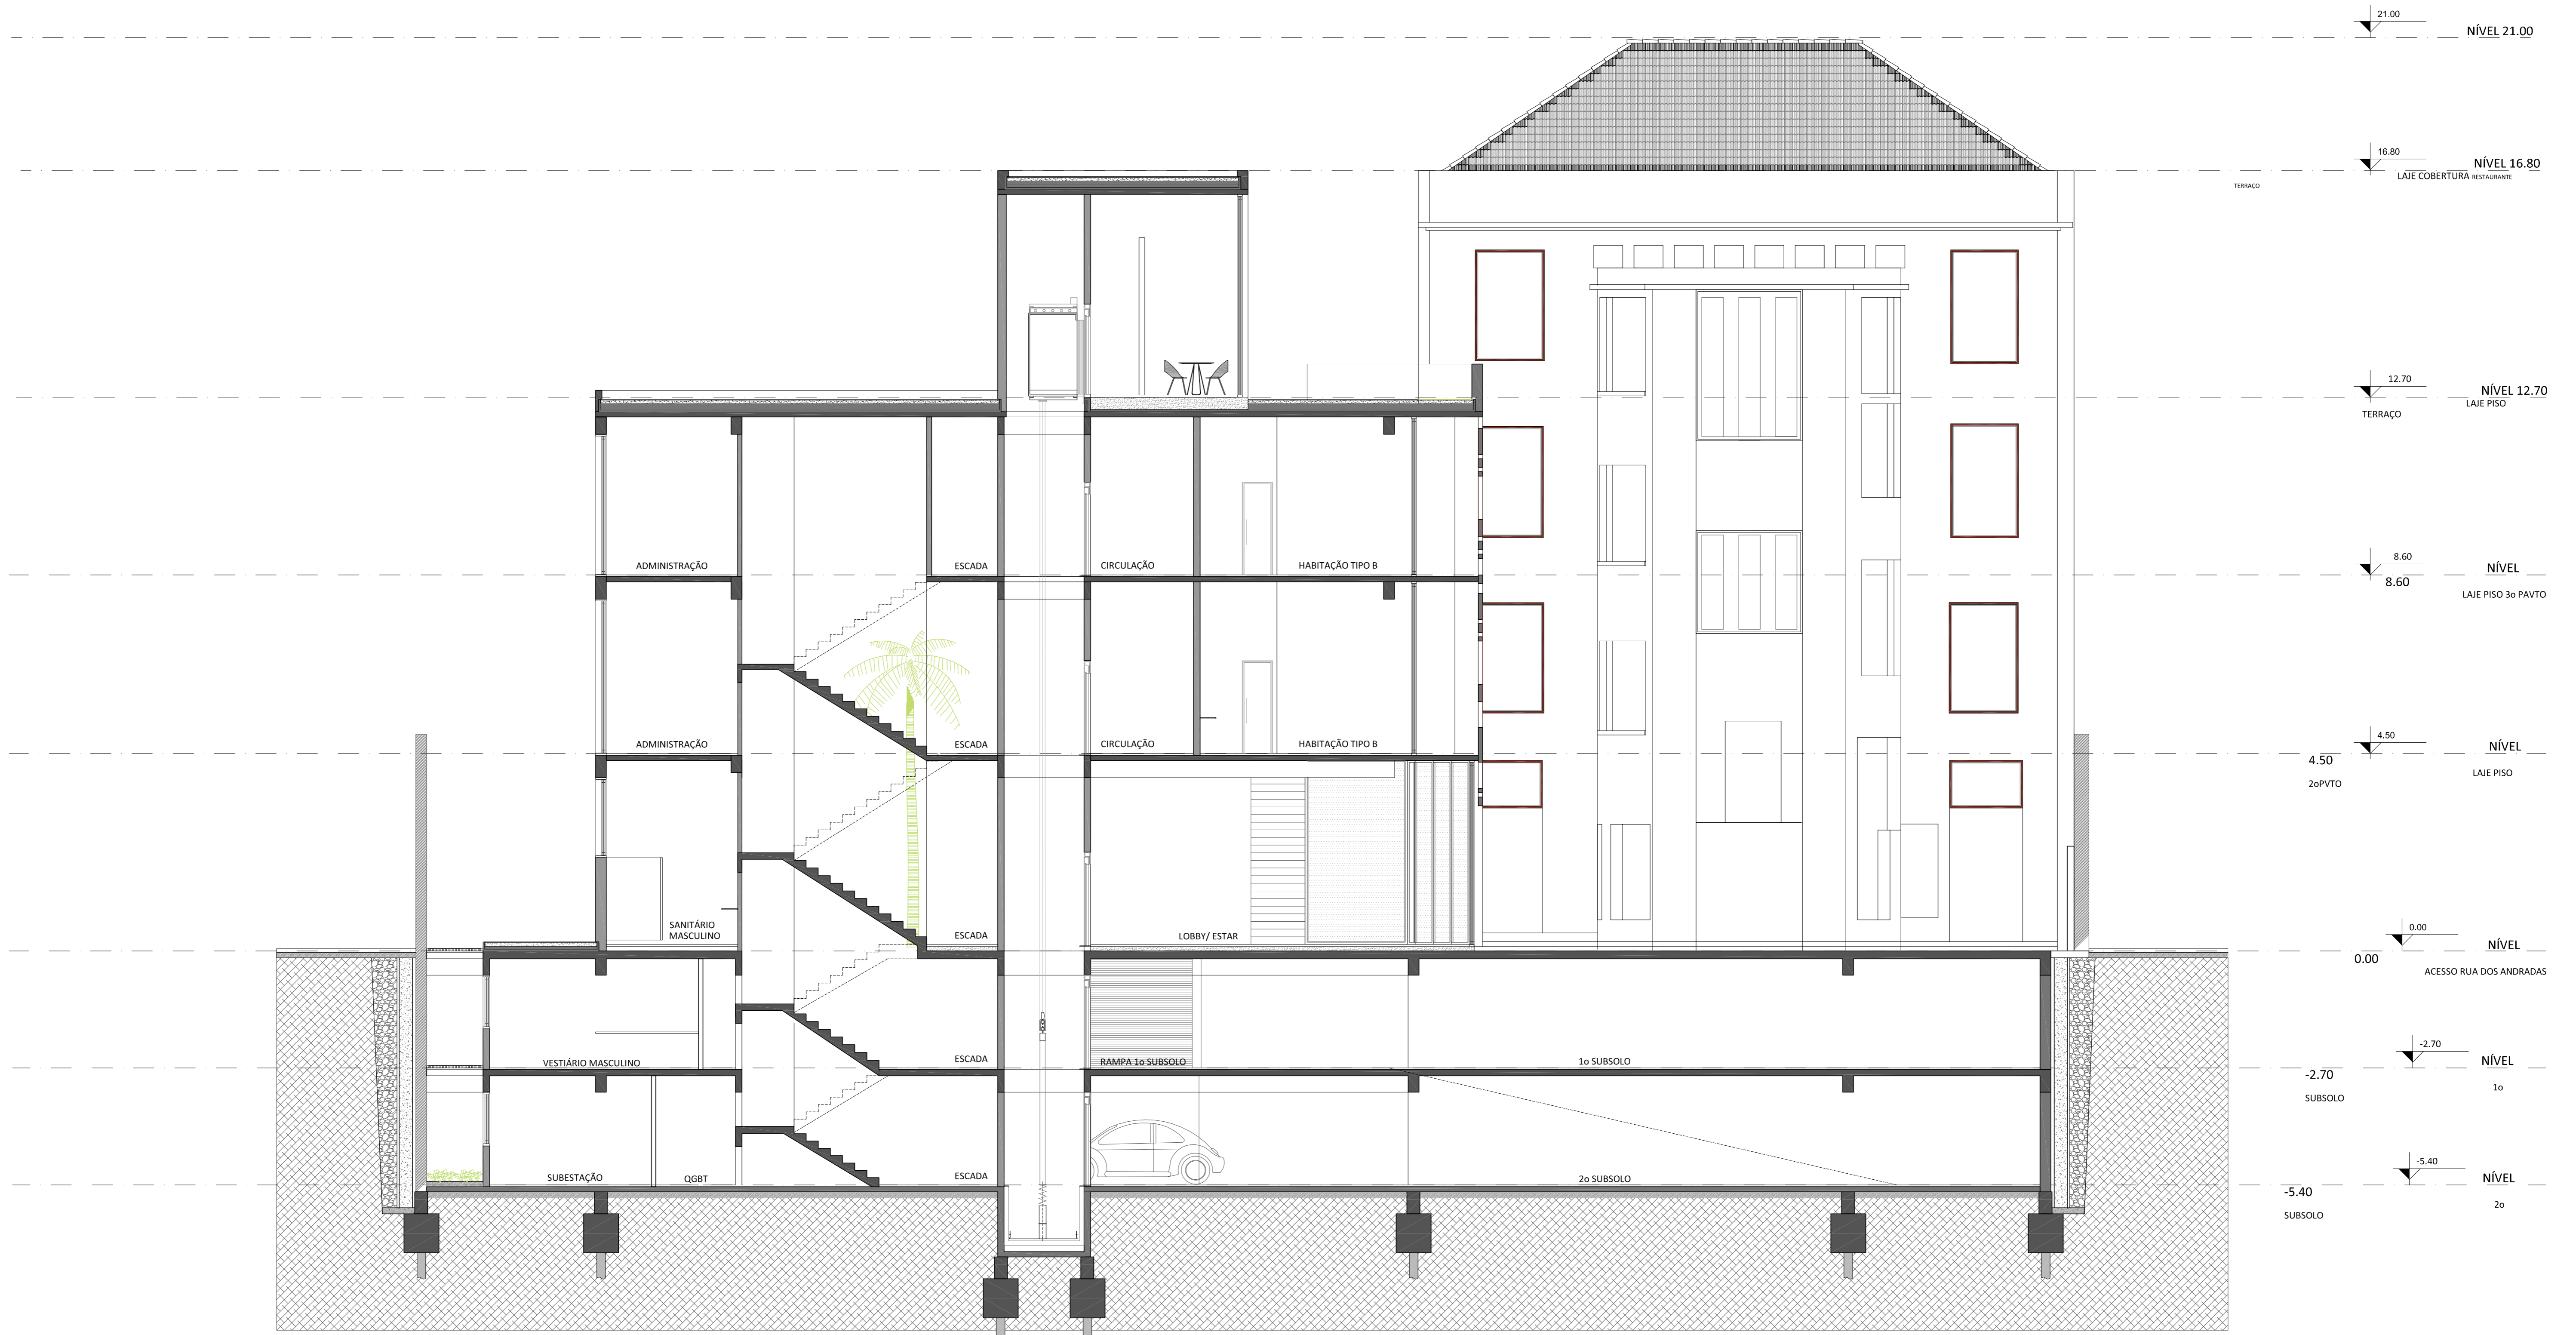 21.00
NÍVEL 21.00
16.80
NÍVEL 16.80
LAJE COBERTURA RESTAURANTE
TERRAÇO
12.70
NÍVEL 12.70
LAJE PISO
TERRAÇO
ADMINISTRAÇÃO
ESCADA
CIRCULAÇÃO
HABITAÇÃO TIPO B
8.60
NÍVEL
8.60
LAJE PISO 3o PAVTO
ADMINISTRAÇÃO
ESCADA
CIRCULAÇÃO
HABITAÇÃO TIPO B
4.50
NÍVEL
4.50
LAJE PISO
2oPVTO
SANITÁRIO
MASCULINO
ESCADA
LOBBY/ ESTAR
0.00
NÍVEL
0.00
ACESSO RUA DOS ANDRADAS
VESTIÁRIO MASCULINO
ESCADA
RAMPA 1o SUBSOLO
1o SUBSOLO
-2.70
NÍVEL
-2.70
1o
SUBSOLO
SUBESTAÇÃO
QGBT
ESCADA
2o SUBSOLO
-5.40
NÍVEL
-5.40
2o
SUBSOLO